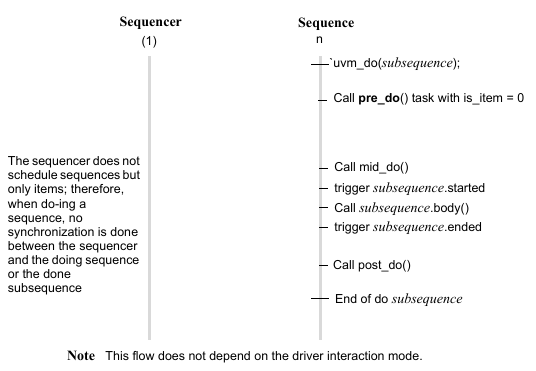 Sequencer
(1)
Sequence
n
`uvm_do(subsequence);
Call pre_do() task with is_item = 0
The sequencer does not
schedule sequences but
only items; therefore,
when do-ing a
sequence, no
synchronization is done
between the sequencer
and the doing sequence
or the done
subsequence
Call mid_do()
trigger subsequence.started
Call subsequence.body()
trigger subsequence.ended
Call post_do()
End of do subsequence
Note This flow does not depend on the driver interaction mode.